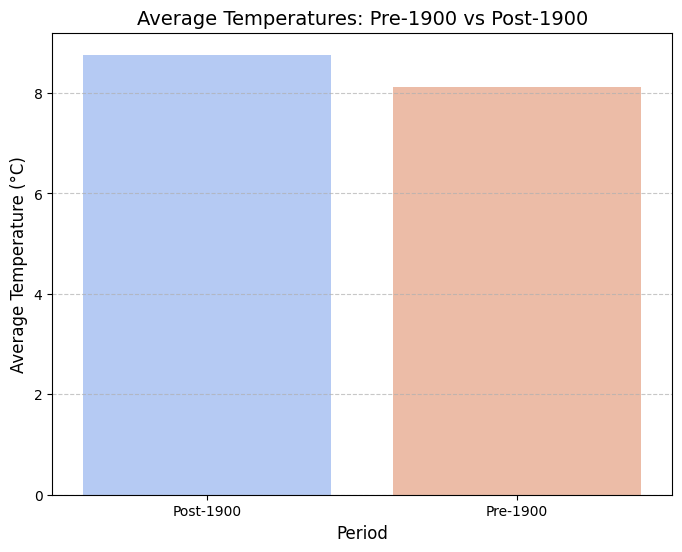 Average Temperatures: Pre-1900 vs Post-1900
Average Temperature (°C)
8
6
4
2
0
Post-1900 Pre-1900
Period